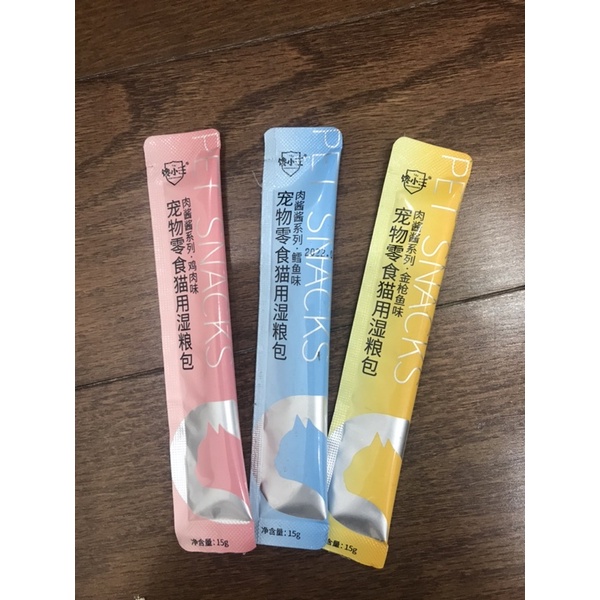 馋小主®
PET SNACKS
肉酱酱系列·鸡肉味
宠物零食猫用湿粮包
净含量：15g
馋小主®
PET SNACKS
肉酱酱系列·鳕鱼味
2022.
宠物零食猫用湿粮包
净含量：15g
馋小主®
PET SNACKS
肉酱酱系列·金枪鱼味
宠物零食猫用湿粮包
净含量：15g